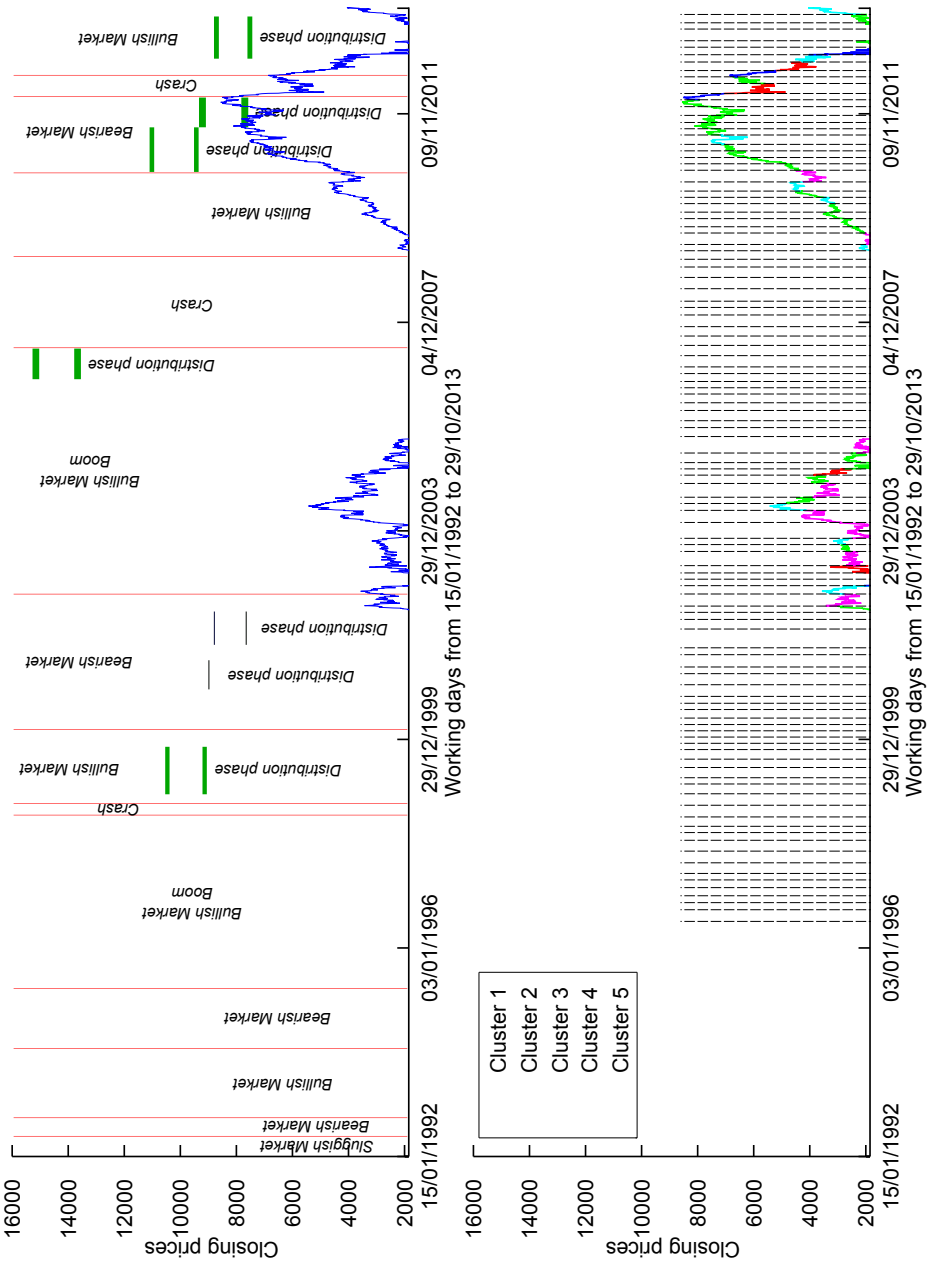 16000
14000
12000
10000
8000
6000
4000
2000
Closing prices
Sluggish Market
Bearish Market
Bullish Market
Bearish Market
Bullish Market
Boom
Crash
Bullish Market
Distribution phase
Bearish Market
Distribution phase
Distribution phase
Bullish Market
Boom
Distribution phase
Crash
Bullish Market
Bearish Market
Distribution phase
Distribution phase
Crash
Bullish Market
Distribution phase
15/01/1992
03/01/1996
29/12/1999
29/12/2003
04/12/2007
09/11/2011
Working days from 15/01/1992 to 29/10/2013
16000
14000
12000
10000
8000
6000
4000
2000
Closing prices
Cluster 1
Cluster 2
Cluster 3
Cluster 4
Cluster 5
15/01/1992
03/01/1996
29/12/1999
29/12/2003
04/12/2007
09/11/2011
Working days from 15/01/1992 to 29/10/2013